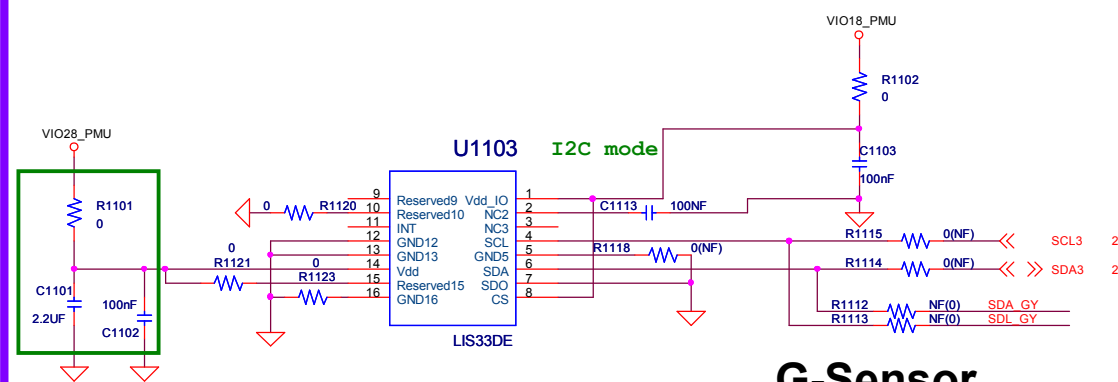 VIO18_PMU
R1102
0
VIO28_PMU
U1103 I2C mode
C1103
100nF
R1101
0
9 Reserved9 Vdd_IO 1
0 R1120 10 Reserved10 NC2 2 C1113 100NF
11 INT NC3 3
12 GND12 SCL 4 R1115 0(NF) SCL3 2
0 13 GND13 GND5 5 R1118 0(NF)
R1121 0 14 Vdd SDA 6 R1114 0(NF) SDA3 2
R1123 15 Reserved15 SDO 7
16 GND16 CS 8
C1101
2.2UF
100nF
C1102
R1112 NF(0) SDA_GY
R1113 NF(0) SDL_GY
LIS33DE
G-Sensor